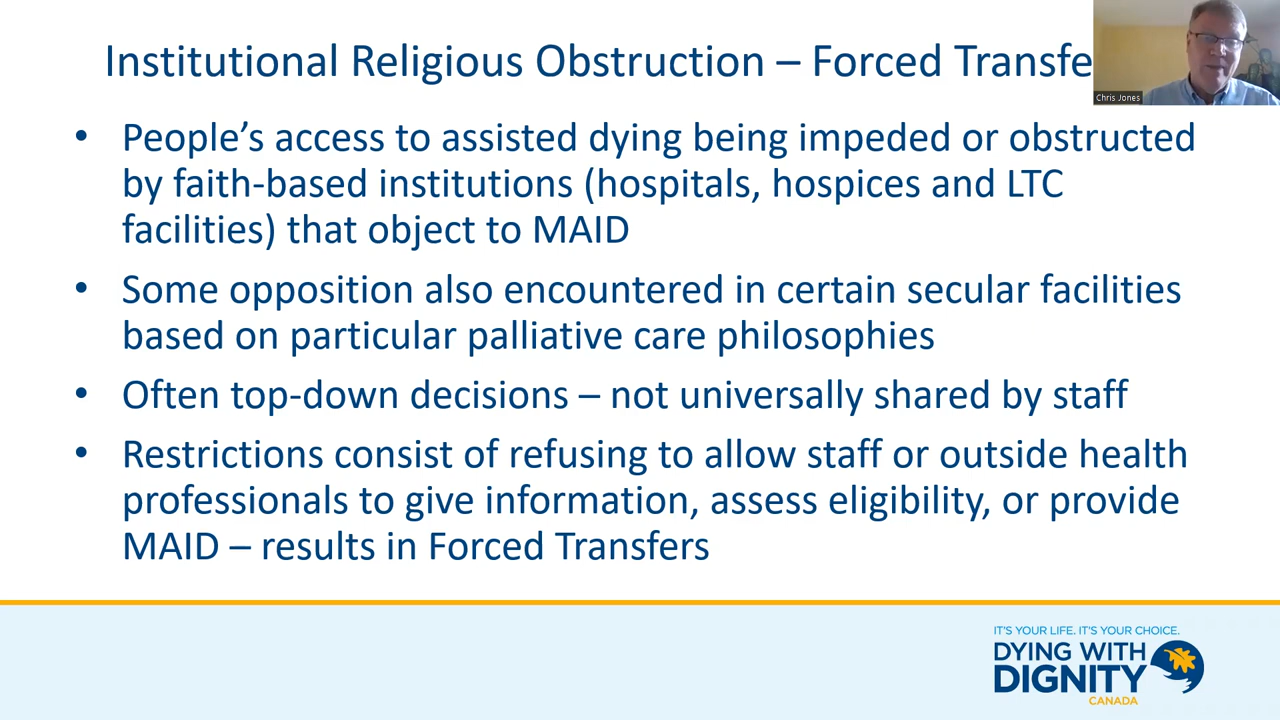 Institutional Religious Obstruction – Forced Transfe
Chris Jones
• People's access to assisted dying being impeded or obstructed
by faith-based institutions (hospitals, hospices and LTC
facilities) that object to MAID
• Some opposition also encountered in certain secular facilities
based on particular palliative care philosophies
• Often top-down decisions – not universally shared by staff
• Restrictions consist of refusing to allow staff or outside health
professionals to give information, assess eligibility, or provide
MAID – results in Forced Transfers
IT'S YOUR LIFE. IT'S YOUR CHOICE.
DYING WITH
DIGNITY
CANADA